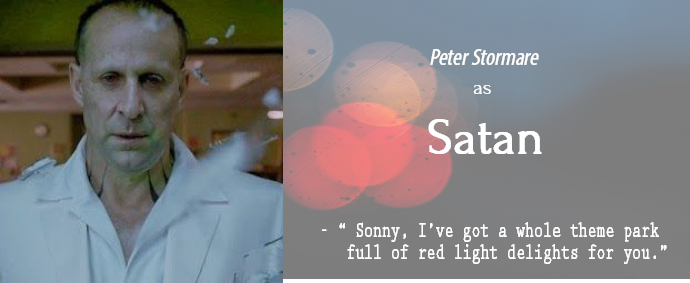 Peter Stormare
as
Satan
- “ Sonny, I've got a whole theme park
full of red light delights for you.”